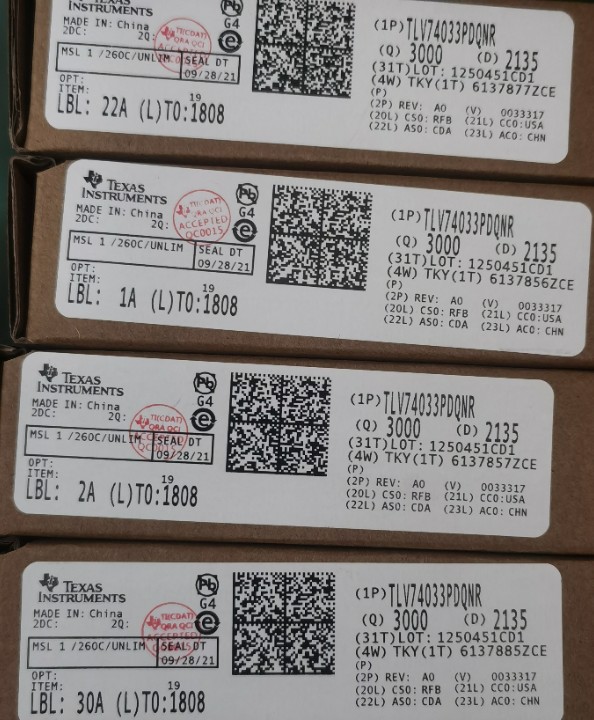 INSTRUMENTS
MADE IN: China
2DC: 2Q:
G4
MSL 1 /260C/UNLIM SEAL DT
09/28/21
OPT:
ITEM:
LBL: 22A (L)TO:1808
19
(1P)TLV74033PDQNR
(Q) 3000 (D) 2135
(31T)LOT: 1250451CD1
(4W) TKY(1T) 6137877ZCE
(P)
(2P) REV: A0 (V) 0033317
(20L) CSO: RFB (21L) CCO:USA
(22L) ASO: CDA (23L) ACO: CHN
TEXAS
INSTRUMENTS
MADE IN: China
2DC: 2Q:
Pb
G4
ACCEPTED
QC0015
MSL 1 /260C/UNLIM SEAL DT
09/28/21
OPT:
ITEM:
19
LBL: 1A (L)TO:1808
(1P)TLV74033PDQNR
(Q) 3000 (D) 2135
(31T)LOT: 1250451CD1
(4W) TKY(1T) 6137856ZCE
(P)
(2P) REV: A0 (V) 0033317
(20L) CSO: RFB (21L) CCO:USA
(22L) ASO: CDA (23L) ACO: CHN
TEXAS
INSTRUMENTS
MADE IN: China
2DC: 2Q:
Pb
G4
MSL 1 /260C/UNLIM SEAL DT
09/28/21
OPT:
ITEM:
19
LBL: 2A (L)TO:1808
(1P)TLV74033PDQNR
(Q) 3000 (D) 2135
(31T)LOT: 1250451CD1
(4W) TKY(1T) 6137857ZCE
(P)
(2P) REV: A0 (V) 0033317
(20L) CSO: RFB (21L) CCO:USA
(22L) ASO: CDA (23L) ACO: CHN
TEXAS
INSTRUMENTS
MADE IN: China
2DC: 2Q:
Pb
G4
MSL 1 /260C/UNLIM SEAL DT
09/28/21
OPT:
ITEM:
19
LBL: 30A (L)TO:1808
(1P)TLV74033PDQNR
(Q) 3000 (D) 2135
(31T)LOT: 1250451CD1
(4W) TKY(1T) 6137885ZCE
(P)
(2P) REV: A0 (V) 0033317
(20L) CSO: RFB (21L) CCO:USA
(22L) ASO: CDA (23L) ACO: CHN